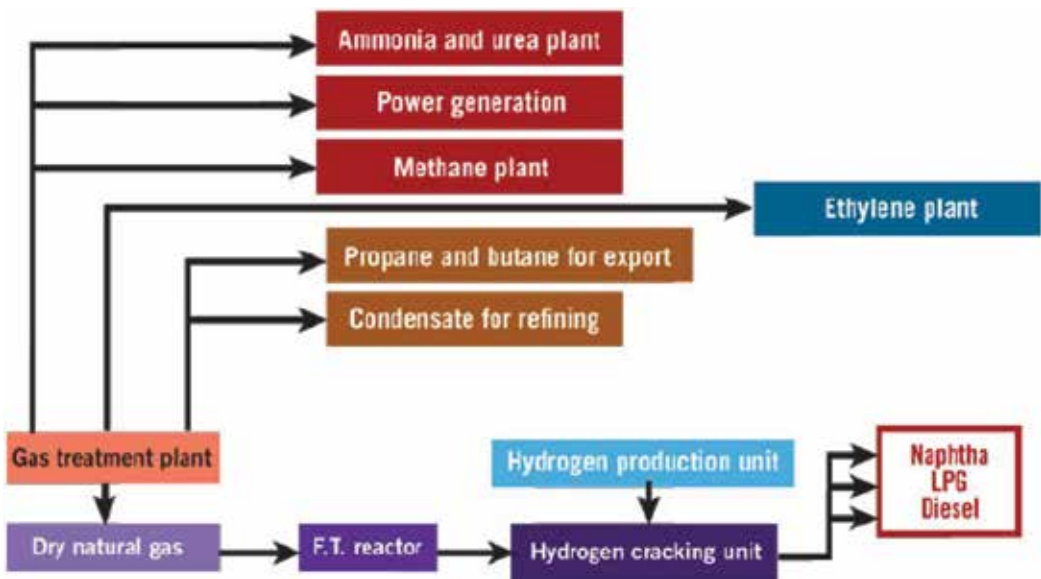 Ammonia and urea plant
Power generation
Methane plant
Ethylene plant
Propane and butane for export
Condensate for refining
Gas treatment plant
Hydrogen production unit
Naphtha
LPG
Diesel
Dry natural gas
F.T. reactor
Hydrogen cracking unit